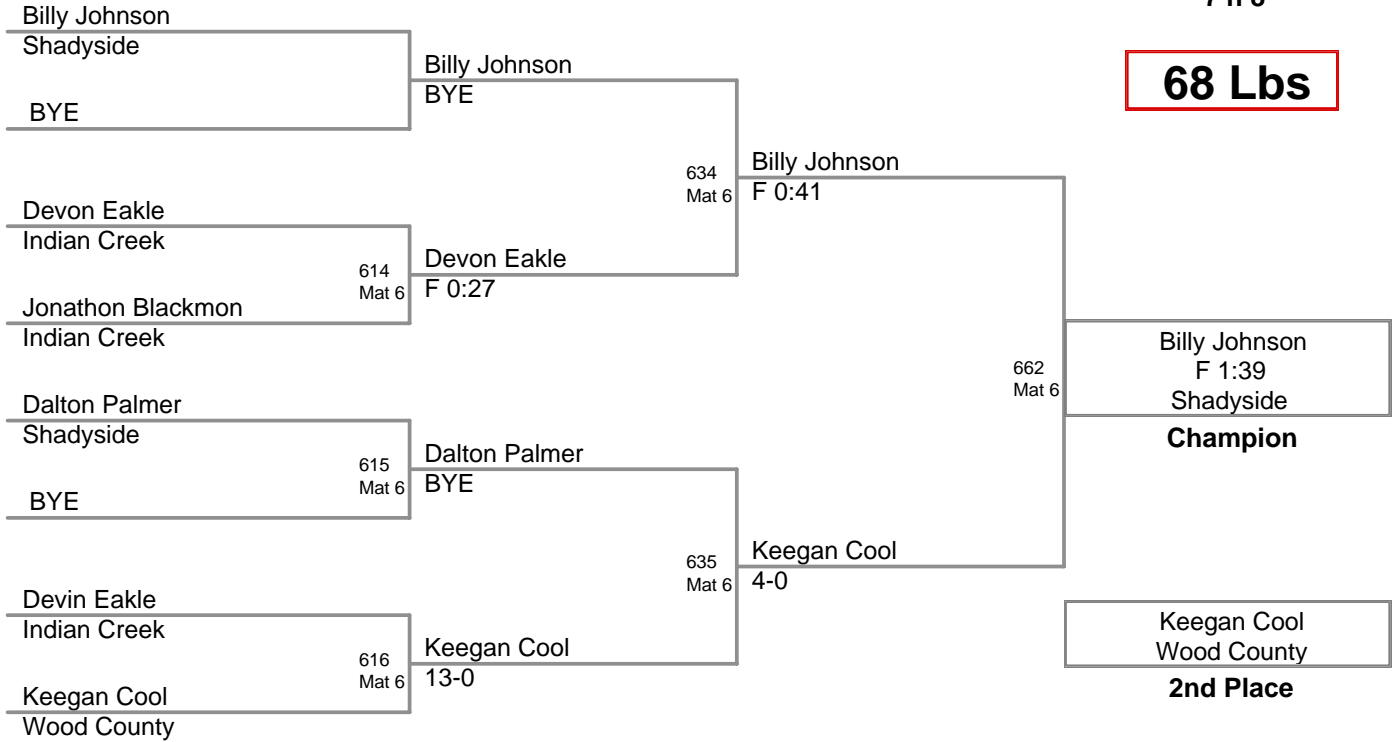 7 n 8
68 Lbs
Billy Johnson
Shadyside
BYE
Devon Eakle
Indian Creek
Jonathon Blackmon
Indian Creek
Dalton Palmer
Shadyside
BYE
Devin Eakle
Indian Creek
Keegan Cool
Wood County
614
Mat 6
615
Mat 6
616
Mat 6
Billy Johnson
BYE
Devon Eakle
F 0:27
Dalton Palmer
BYE
Keegan Cool
13-0
634
Mat 6
635
Mat 6
Billy Johnson
F 0:41
Keegan Cool
4-0
662
Mat 6
Billy Johnson
F 1:39
Shadyside
Champion
Keegan Cool
Wood County
2nd Place